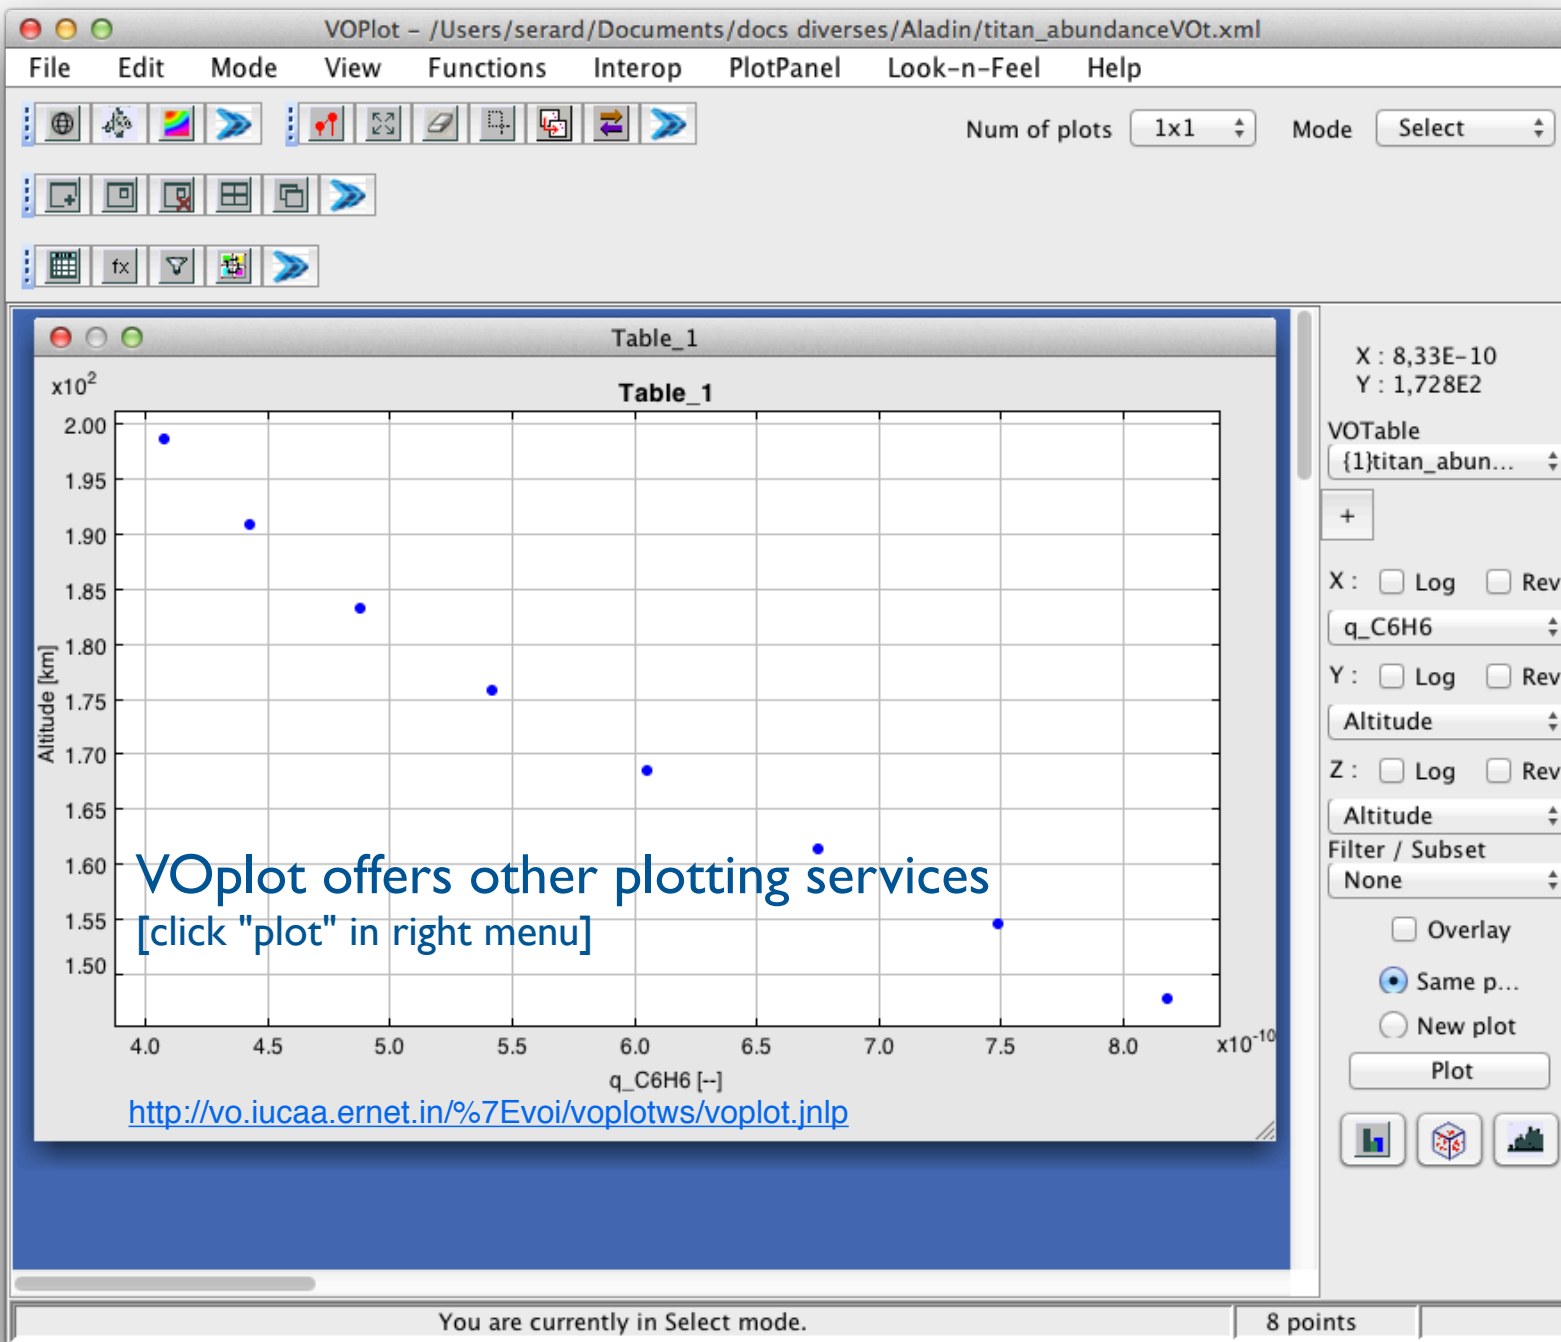 VOPlot – /Users/serard/Documents/docs diverses/Aladin/titan_abundanceVOt.xml
File Edit Mode View Functions Interop PlotPanel Look-n-Feel Help
Num of plots 1x1 Mode Select
fx
Table_1
x10²
Table_1
2.00
1.95
1.90
1.85
1.80
1.75
1.70
1.65
1.60
1.55
1.50
Altitude [km]
VOplot offers other plotting services
[click "plot" in right menu]
4.0 4.5 5.0 5.5 6.0 6.5 7.0 7.5 8.0 x10⁻¹⁰
q_C6H6 [--]
http://vo.iucaa.ernet.in/%7Evoi/voplotws/voplot.jnlp
X : 8,33E-10
Y : 1,728E2
VOTable
{1}titan_abun...
+
X : Log Rev
q_C6H6
Y : Log Rev
Altitude
Z : Log Rev
Altitude
Filter / Subset
None
Overlay
Same p...
New plot
Plot
You are currently in Select mode.
8 points